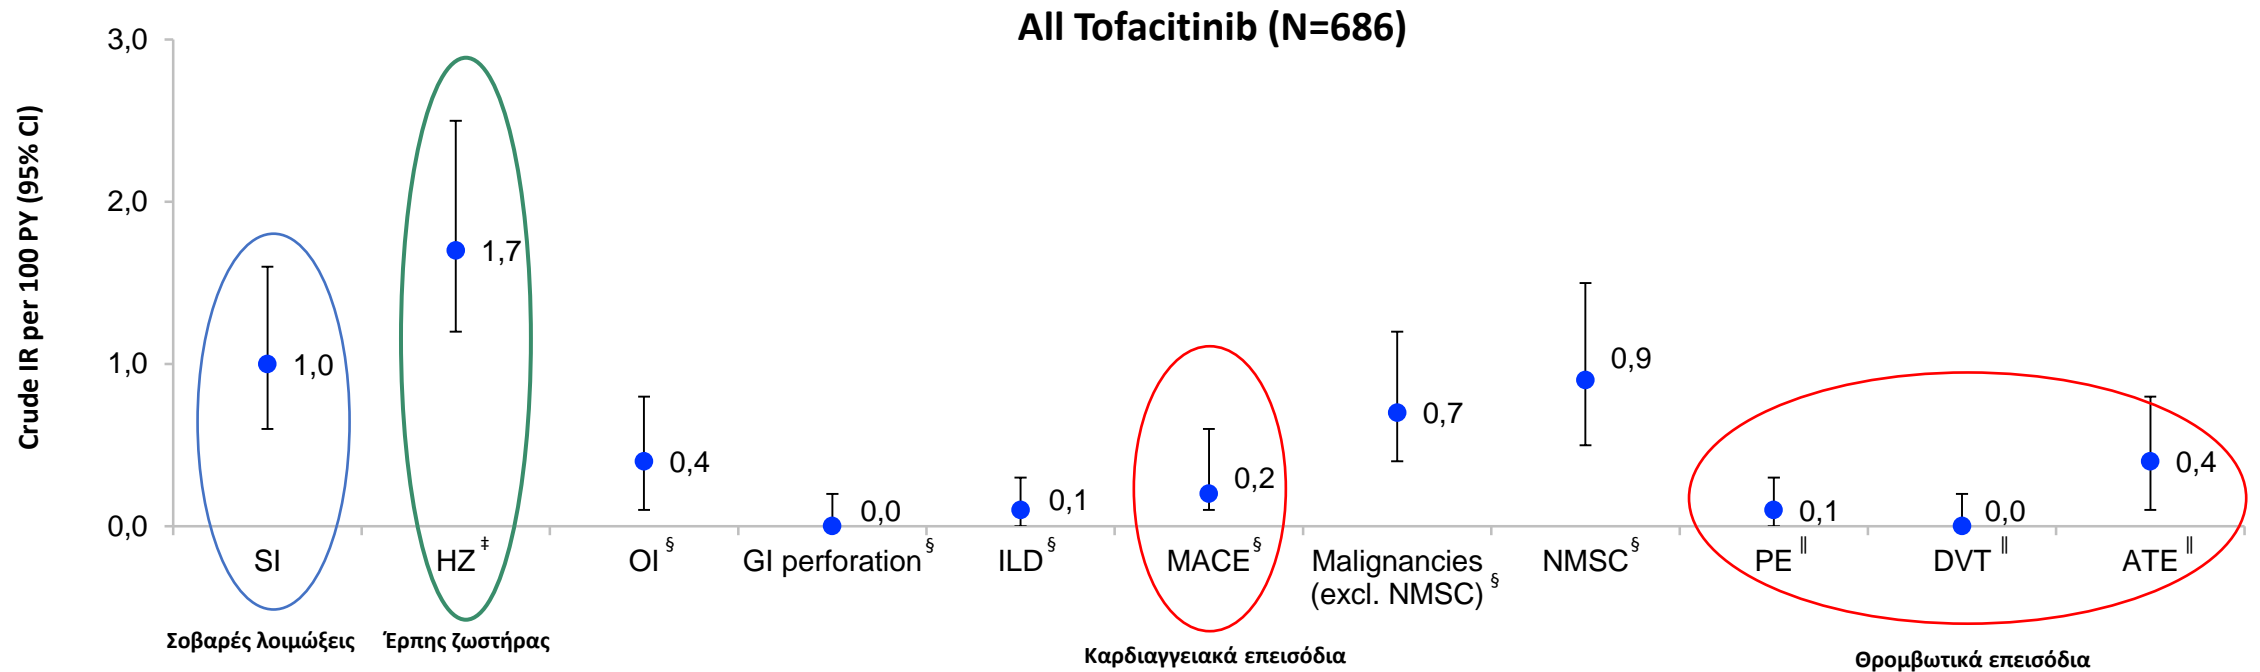 All Tofacitinib (N=686)
Crude IR per 100 PY (95% CI)
3,0
2,0
1,0
0,0
1,0
1,7
0,4
0,0
0,1
0,2
0,7
0,9
0,1
0,0
0,4
SI
HZ ‡
OI §
GI perforation §
ILD §
MACE §
Malignancies
(excl. NMSC) §
NMSC §
PE ||
DVT ||
ATE ||
Σοβαρές λοιμώξεις
Έρπης ζωστήρας
Καρδιαγγειακά επεισόδια
Θρομβωτικά επεισόδια